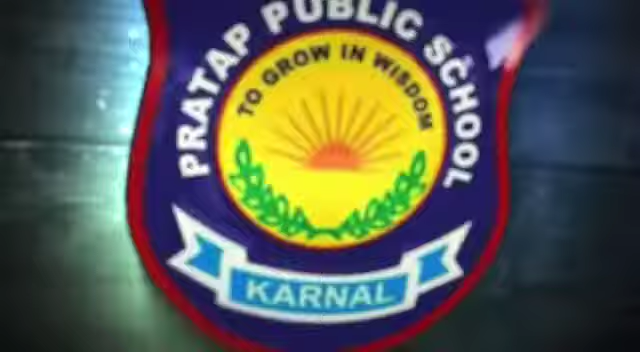 PRATAP PUBLIC SCHOOL
TO GROW IN WISDOM
KARNAL